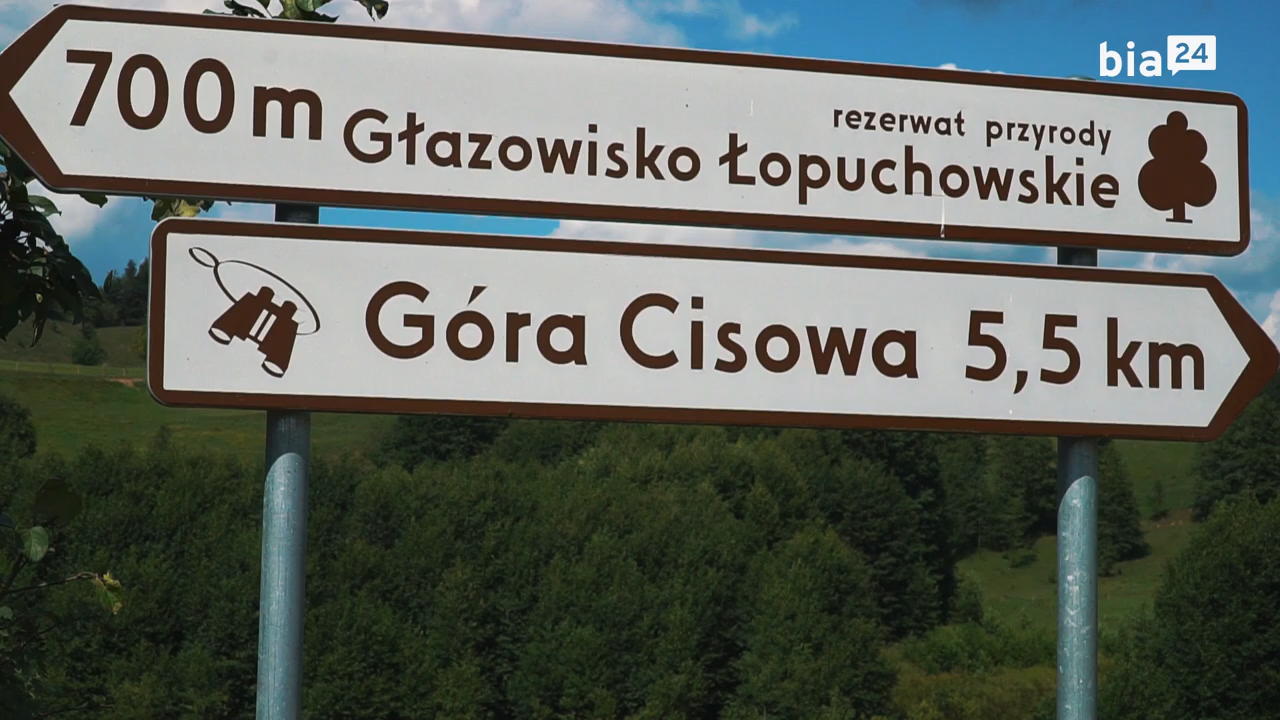 bia24
rezerwat przyrody
700 m Głazowisko Łopuchowskie
Góra Cisowa 5,5 km